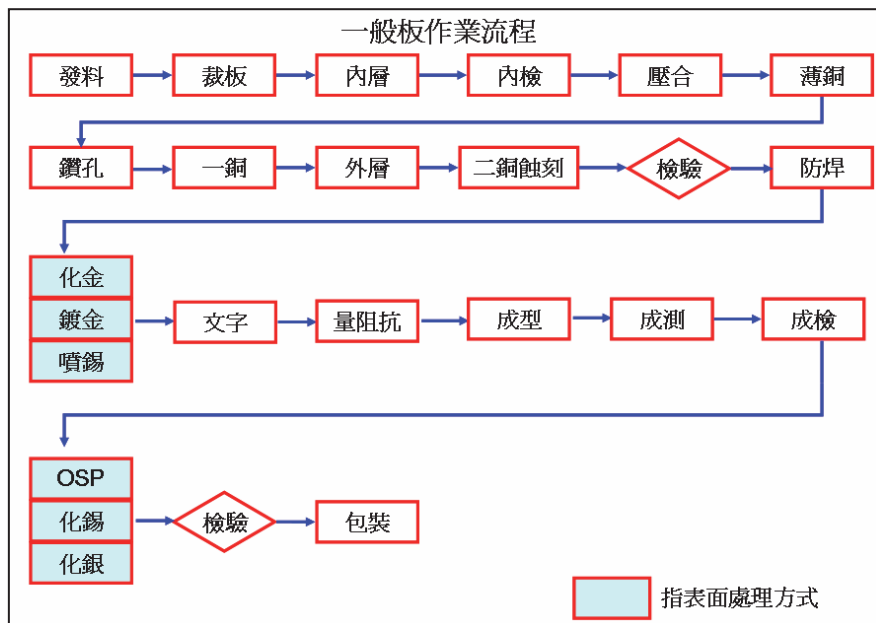 一般板作業流程
發料
裁板
內層
內檢
壓合
薄銅
鑽孔
一銅
外層
二銅蝕刻
檢驗
防焊
化金
鍍金
噴錫
文字
量阻抗
成型
成測
成檢
OSP
化錫
化銀
檢驗
包裝
指表面處理方式